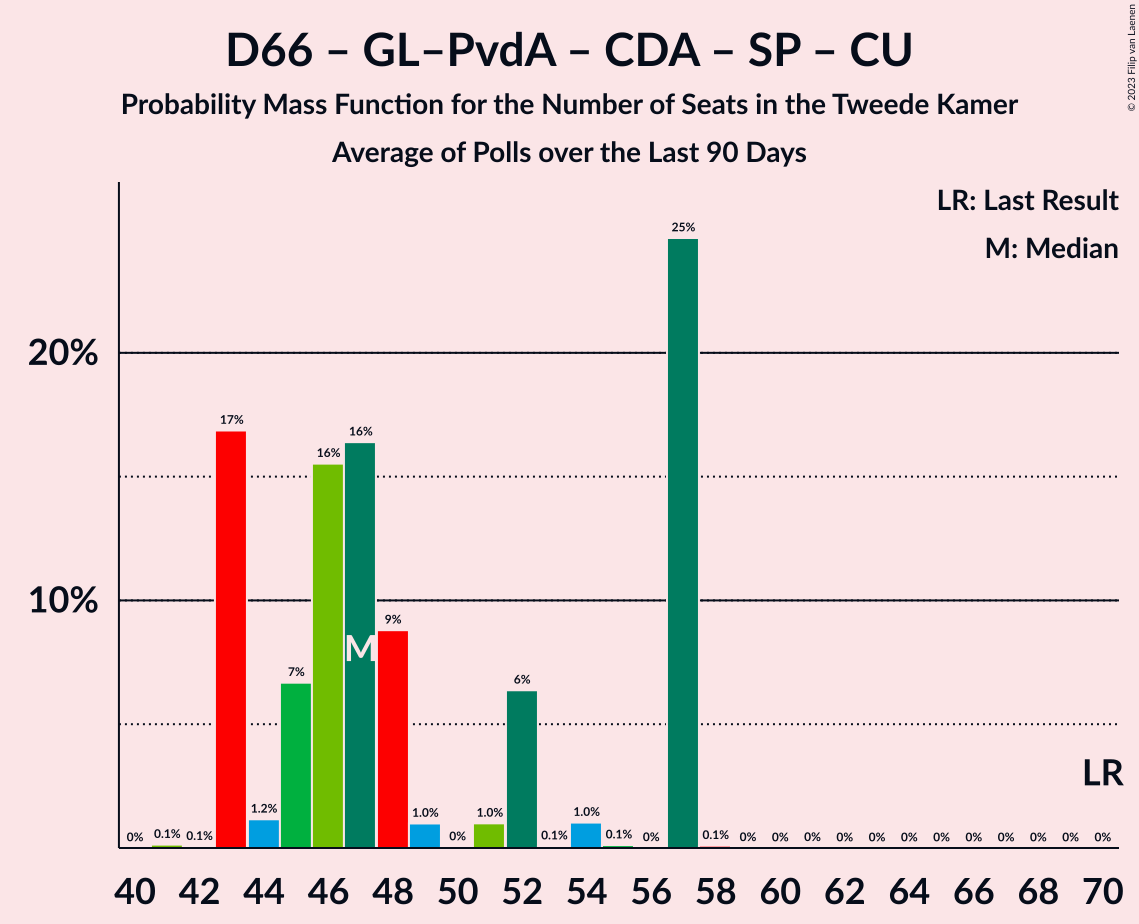 D66 – GL–PvdA – CDA – SP – CU
Probability Mass Function for the Number of Seats in the Tweede Kamer
Average of Polls over the Last 90 Days
© 2023 Filip van Laenen
LR: Last Result
M: Median
20%
10%
0% 0.1% 0.1% 17% 1.2% 7% 16% 16% 9% 1.0% 0% 1.0% 6% 0.1% 1.0% 0.1% 0% 25% 0.1% 0% 0% 0% 0% 0% 0% 0% 0% 0% 0% 0% 0%
M
LR
40 42 44 46 48 50 52 54 56 58 60 62 64 66 68 70